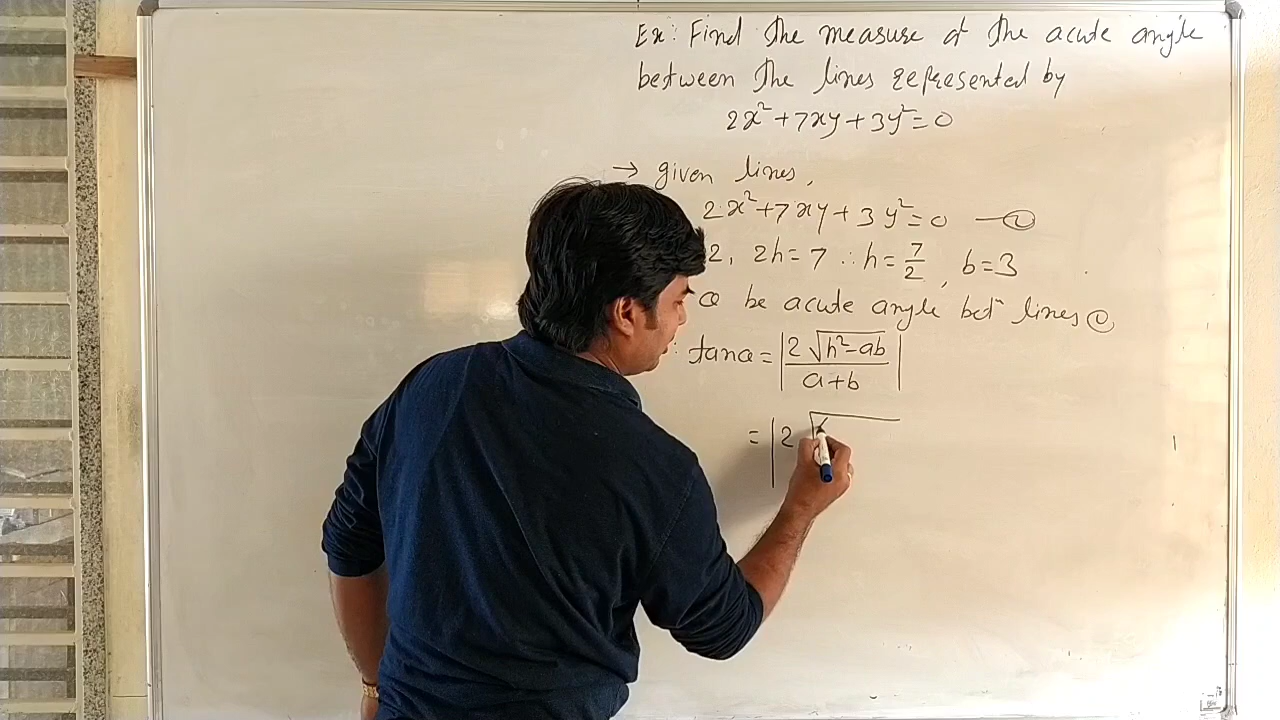 Ex: Find the measure of the acute angle
between the lines represented by
2x²+7xy+3y²=0
→ given lines,
2x²+7xy+3y²=0 —①
2, 2h=7 ∴h=7/2, b=3
be acute angle betⁿ lines ①
tanα=|2√(h²-ab)/(a+b)|
=|2√(